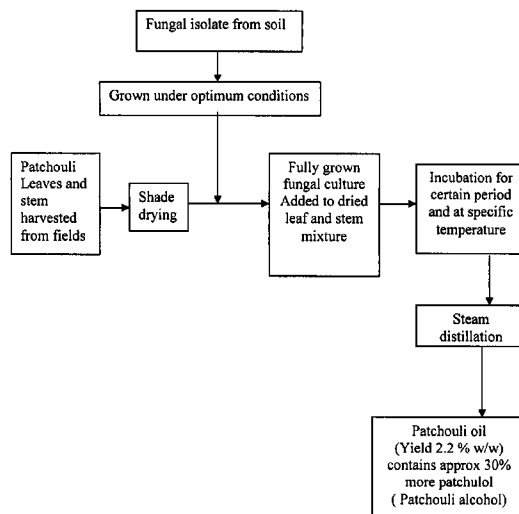 Fungal isolate from soil
Grown under optimum conditions
Patchouli
Leaves and
stem
harvested
from fields
Shade
drying
Fully grown
fungal culture
Added to dried
leaf and stem
mixture
Incubation for
certain period
and at specific
temperature
Steam
distillation
Patchouli oil
(Yield 2.2 % w/w)
contains approx 30%
more patchulol
( Patchouli alcohol)